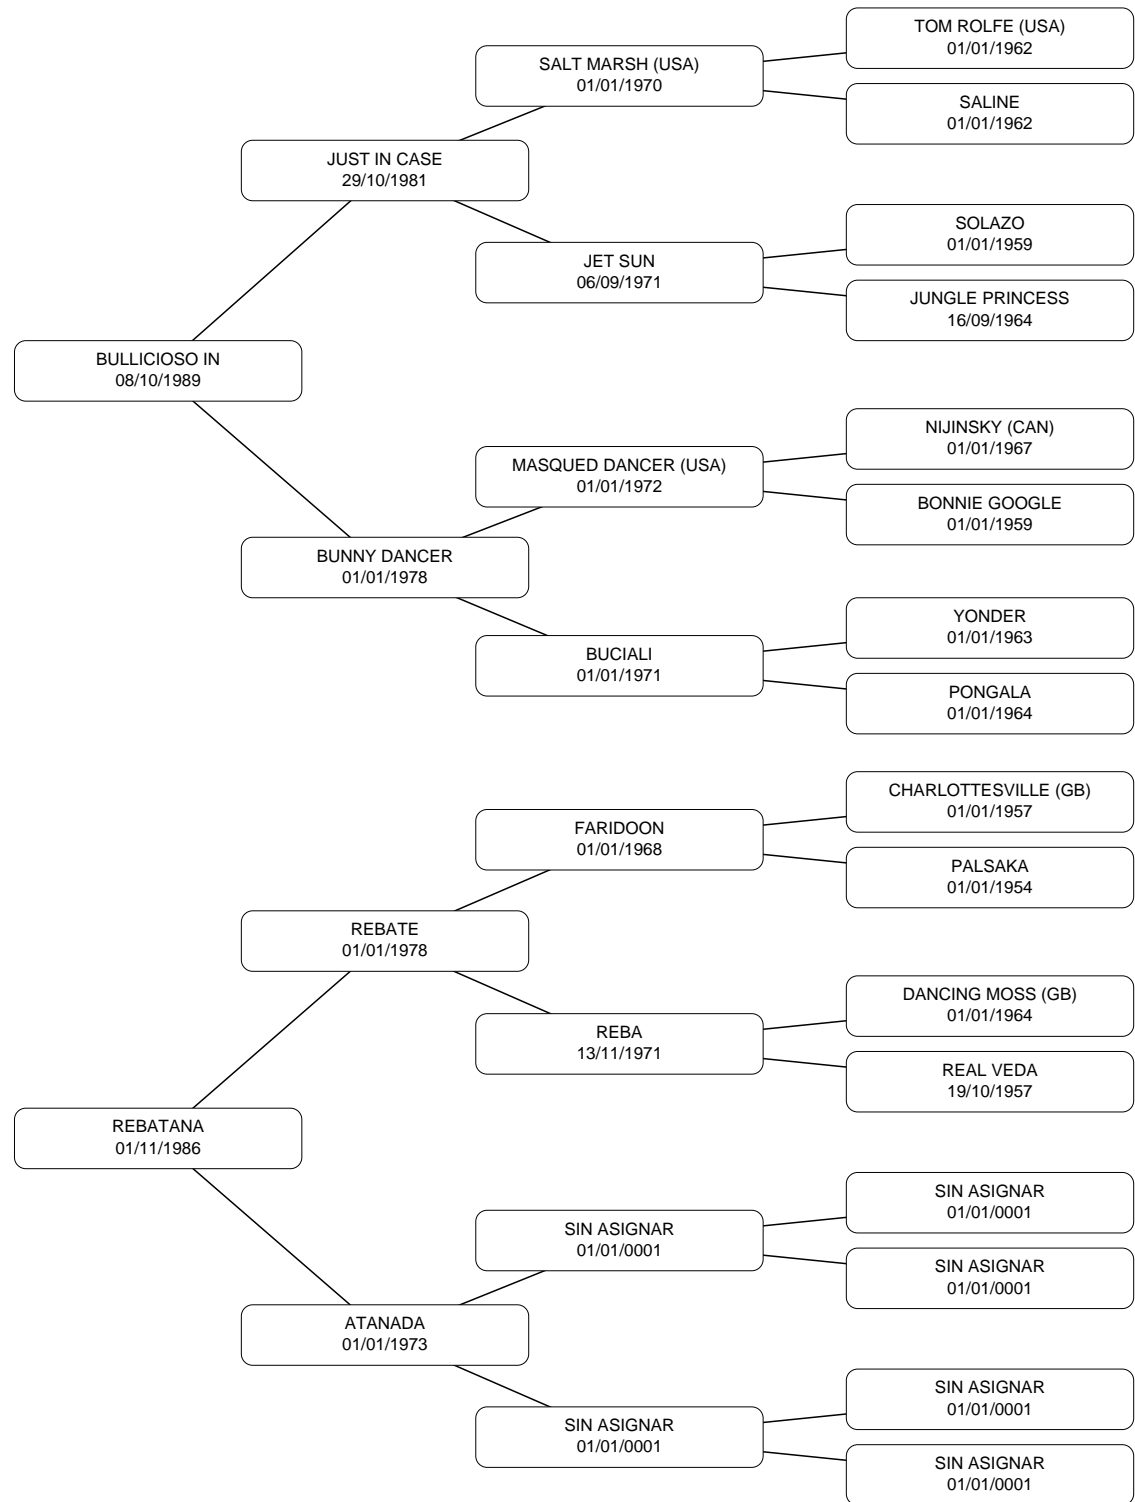 TOM ROLFE (USA)
01/01/1962
SALT MARSH (USA)
01/01/1970
SALINE
01/01/1962
JUST IN CASE
29/10/1981
SOLAZO
01/01/1959
JET SUN
06/09/1971
JUNGLE PRINCESS
16/09/1964
BULLICIOSO IN
08/10/1989
NIJINSKY (CAN)
01/01/1967
MASQUED DANCER (USA)
01/01/1972
BONNIE GOOGLE
01/01/1959
BUNNY DANCER
01/01/1978
YONDER
01/01/1963
BUCIALI
01/01/1971
PONGALA
01/01/1964
CHARLOTTESVILLE (GB)
01/01/1957
FARIDOON
01/01/1968
PALSAKA
01/01/1954
REBATE
01/01/1978
DANCING MOSS (GB)
01/01/1964
REBA
13/11/1971
REAL VEDA
19/10/1957
REBATANA
01/11/1986
SIN ASIGNAR
01/01/0001
SIN ASIGNAR
01/01/0001
SIN ASIGNAR
01/01/0001
ATANADA
01/01/1973
SIN ASIGNAR
01/01/0001
SIN ASIGNAR
01/01/0001
SIN ASIGNAR
01/01/0001